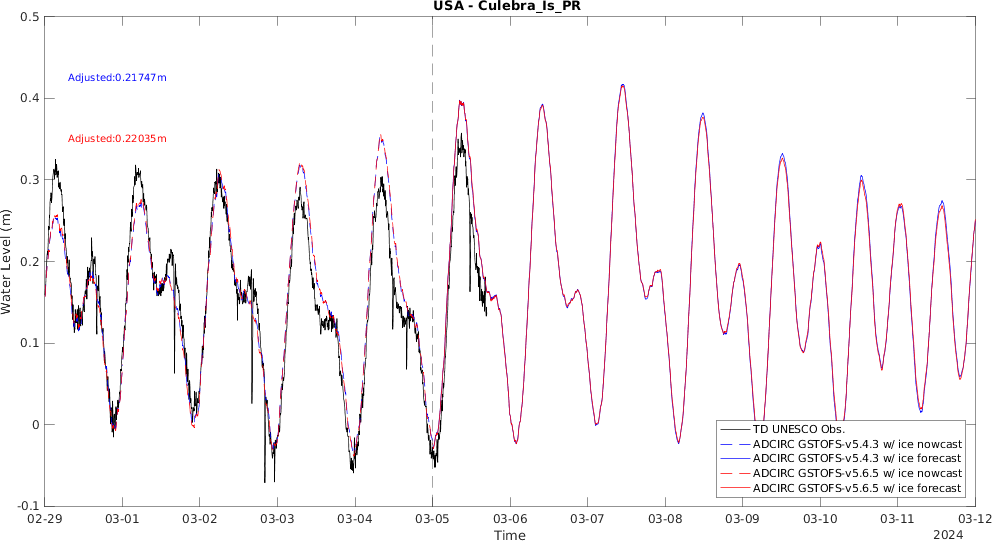 USA - Culebra_Is_PR
0.5
0.4
0.3
0.2
0.1
0
-0.1
Water Level (m)
Adjusted:0.21747m
Adjusted:0.22035m
TD UNESCO Obs.
ADCIRC GSTOFS-v5.4.3 w/ ice nowcast
ADCIRC GSTOFS-v5.4.3 w/ ice forecast
ADCIRC GSTOFS-v5.6.5 w/ ice nowcast
ADCIRC GSTOFS-v5.6.5 w/ ice forecast
02-29 03-01 03-02 03-03 03-04 03-05 03-06 03-07 03-08 03-09 03-10 03-11 03-12
Time
2024